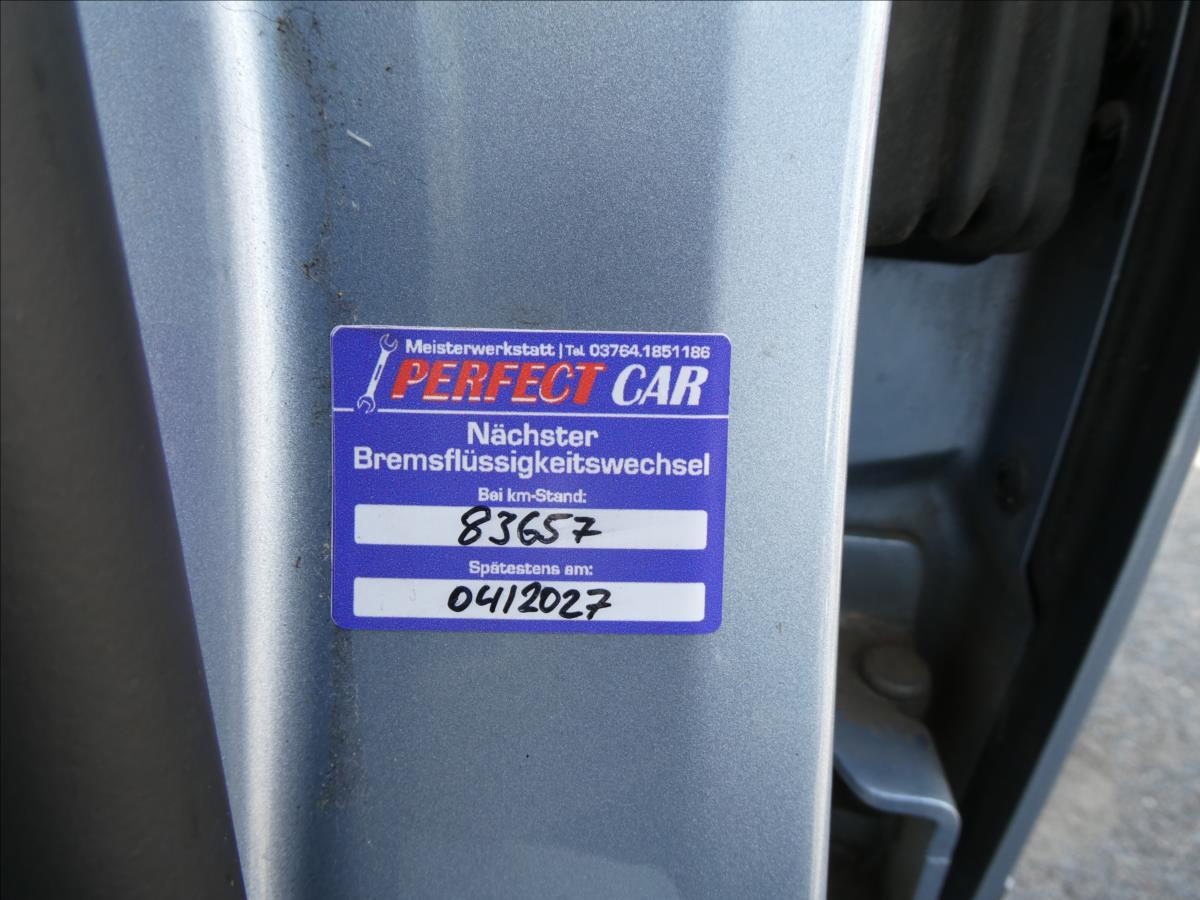 Meisterwerkstatt | Tel. 03764.1851186
PERFECT CAR
Nächster
Bremsflüssigkeitswechsel
Bei km-Stand:
83657
Spätestens am:
04/2027